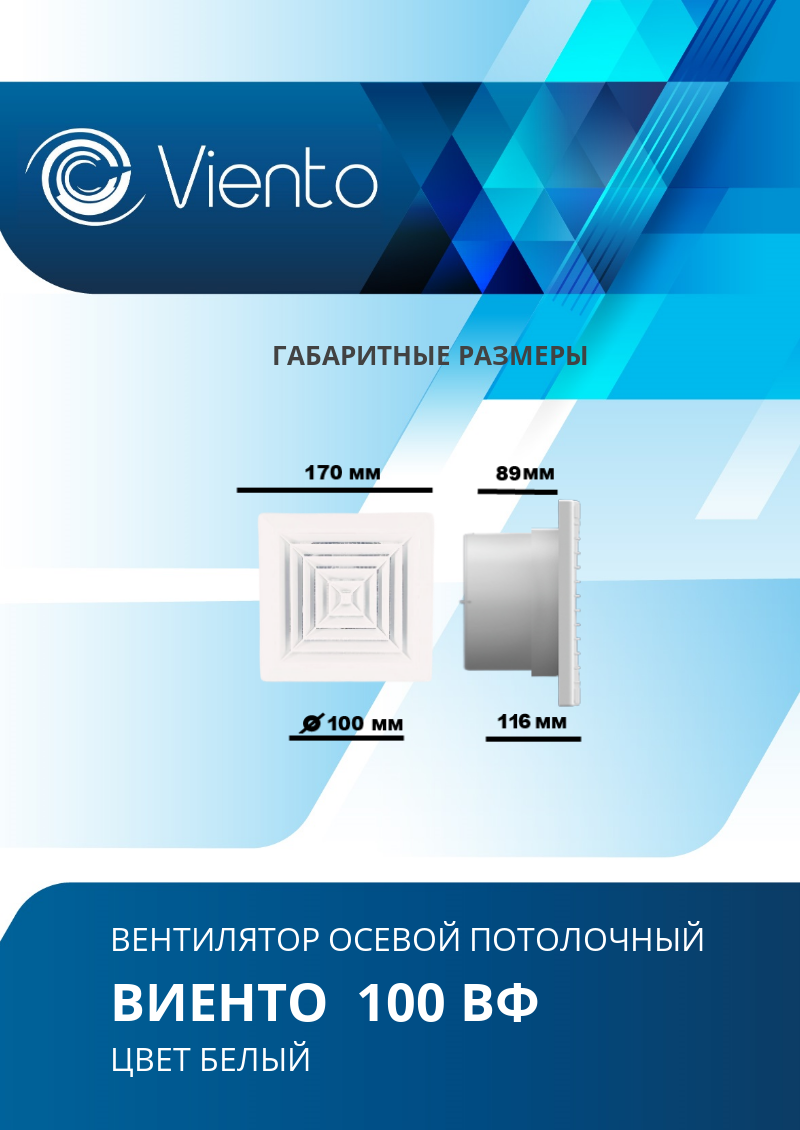 Viento
ГАБАРИТНЫЕ РАЗМЕРЫ
170 мм
89мм
Ø 100 мм
116 мм
ВЕНТИЛЯТОР ОСЕВОЙ ПОТОЛОЧНЫЙ
ВИЕНТО 100 ВФ
ЦВЕТ БЕЛЫЙ